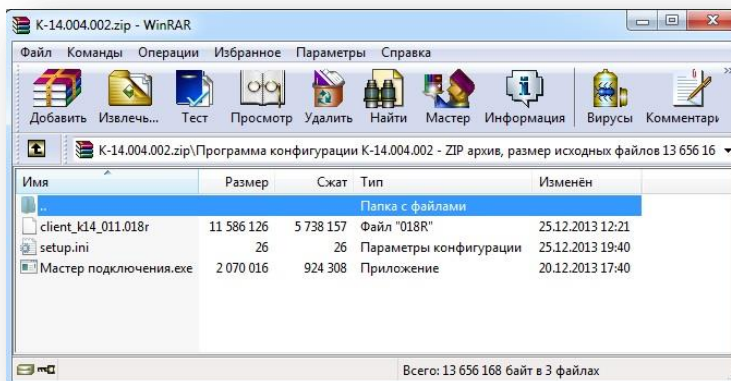 K-14.004.002.zip - WinRAR
Файл Команды Операции Избранное Параметры Справка
Добавить Извлечь... Тест Просмотр Удалить Найти Мастер Информация Вирусы Комментари
K-14.004.002.zip\Программа конфигурации К-14.004.002 - ZIP архив, размер исходных файлов 13 656 16
Имя Размер Сжат Тип Изменён
.. Папка с файлами
client_k14_011.018r 11 586 126 5 738 157 Файл "018R" 25.12.2013 12:21
setup.ini 26 26 Параметры конфигурации 25.12.2013 19:40
Мастер подключения.exe 2 070 016 924 308 Приложение 20.12.2013 17:40
Всего: 13 656 168 байт в 3 файлах